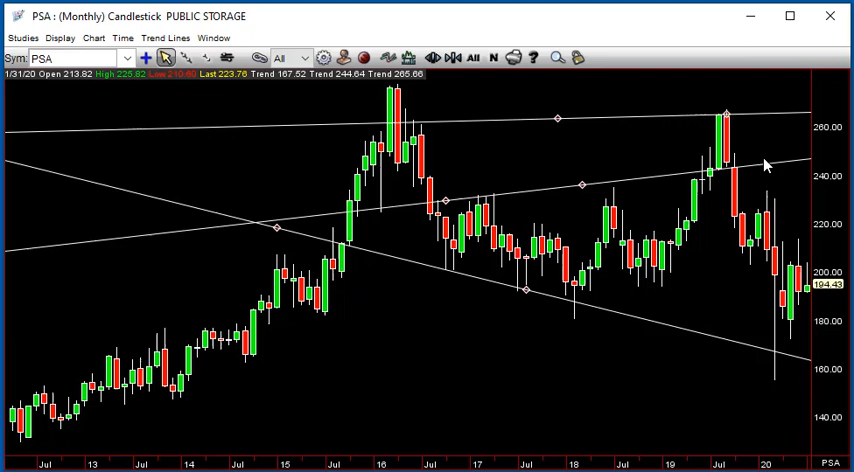 PSA : (Monthly) Candlestick PUBLIC STORAGE
Studies Display Chart Time Trend Lines Window
Sym: PSA All All N ?
1/31/20 Open 213.82 High 225.82 Low 210.60 Last 223.76 Trend 167.52 Trend 244.64 Trend 265.66
260.00
240.00
220.00
200.00
194.43
180.00
160.00
140.00
Jul 13 Jul 14 Jul 15 Jul 16 Jul 17 Jul 18 Jul 19 Jul 20 PSA